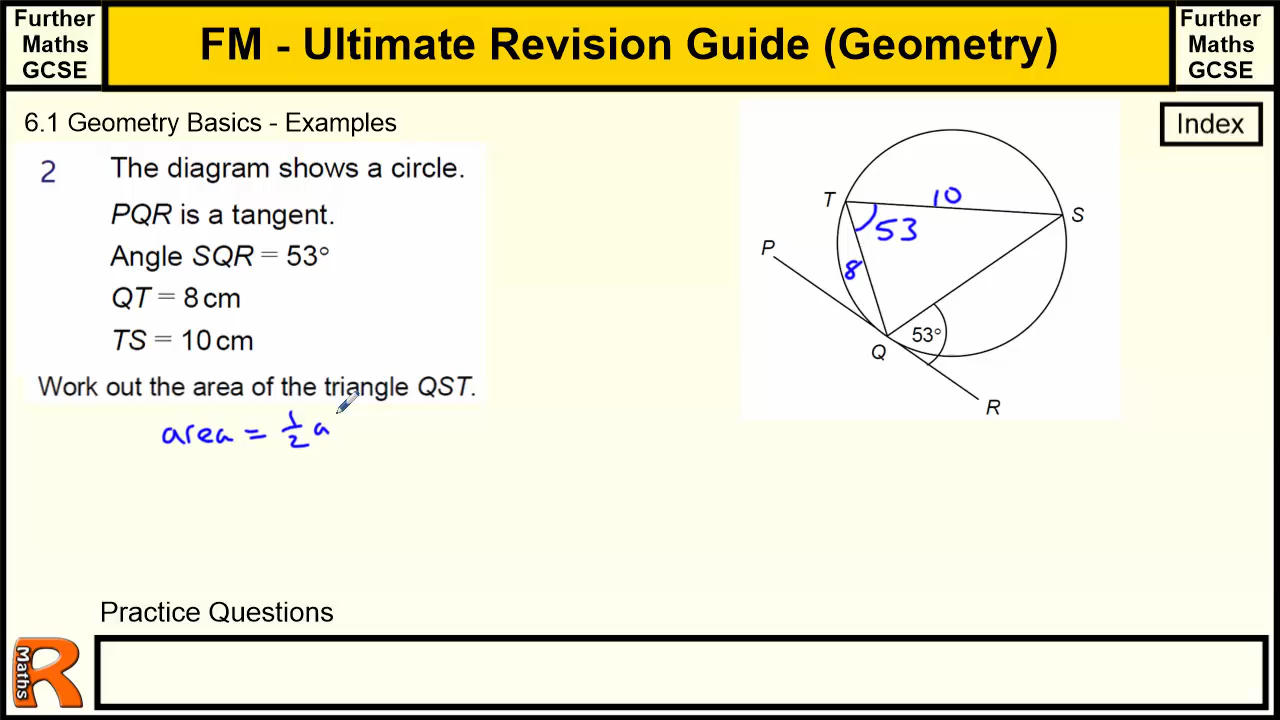 Further
Maths
GCSE
FM - Ultimate Revision Guide (Geometry)
Further
Maths
GCSE
6.1 Geometry Basics - Examples
Index
2 The diagram shows a circle.
PQR is a tangent.
Angle SQR = 53°
QT = 8 cm
TS = 10 cm
Work out the area of the triangle QST.
area = 1/2 a
T
10
S
53
P
8
53°
Q
R
Practice Questions
R
Maths